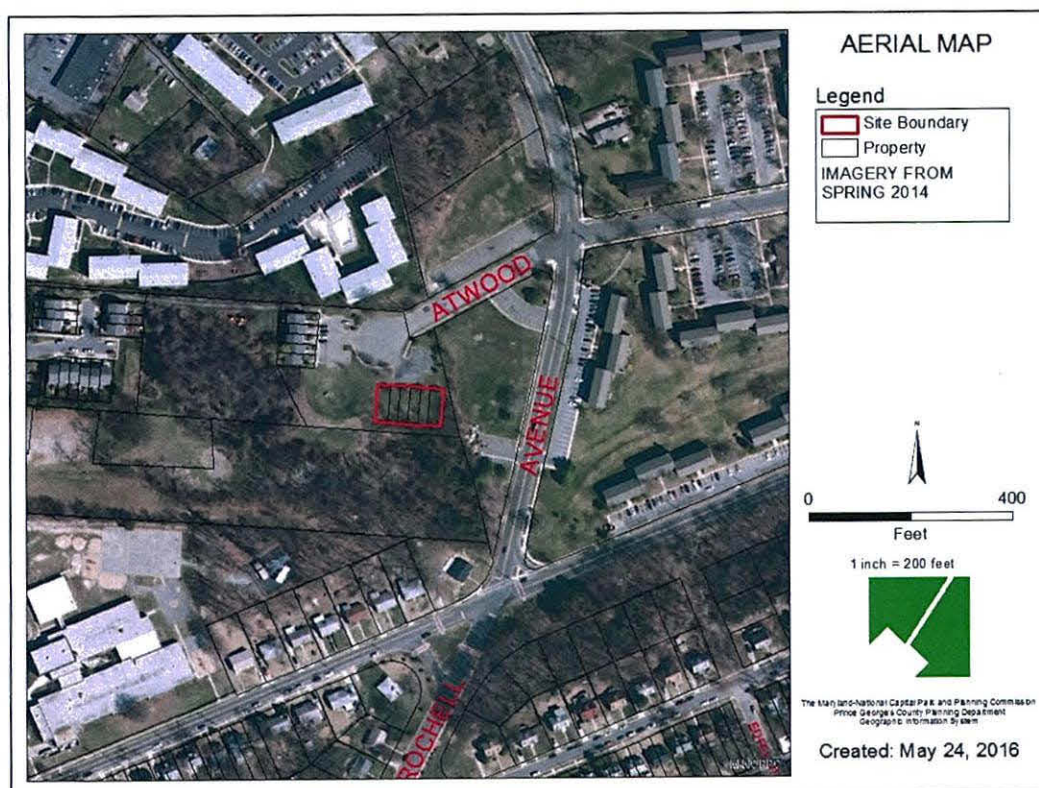 AERIAL MAP
Legend
Site Boundary
Property
IMAGERY FROM
SPRING 2014
ATWOOD
AVENUE
ROCHELL
0 400
Feet
1 inch = 200 feet
The Maryland-National Capital Park and Planning Commission
Prince George's County Planning Department
Geographic Information System
Created: May 24, 2016
N